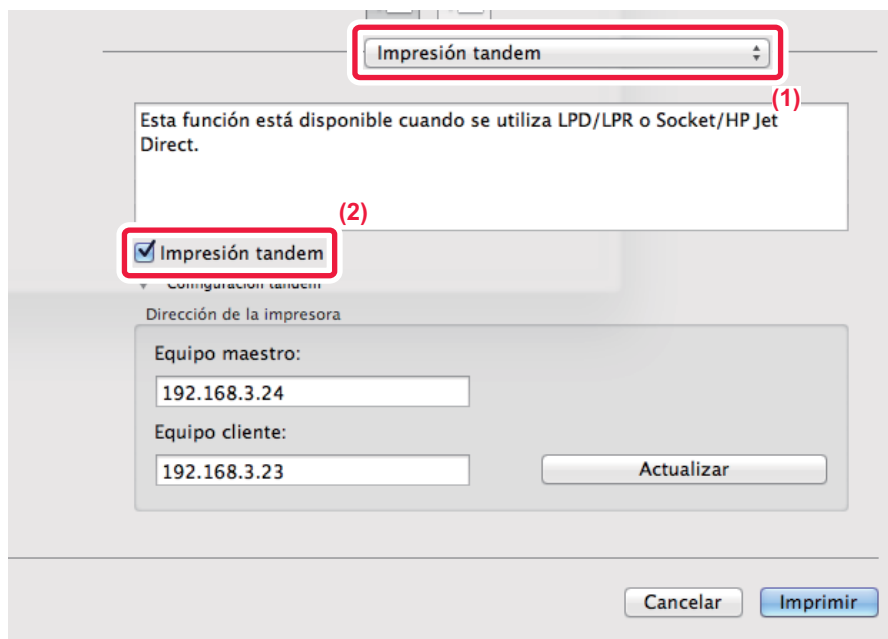 Impresión tandem
(1)
Esta función está disponible cuando se utiliza LPD/LPR o Socket/HP Jet
Direct.
(2)
Impresión tandem
Configuración tandem
Dirección de la impresora
Equipo maestro:
192.168.3.24
Equipo cliente:
192.168.3.23
Actualizar
Cancelar
Imprimir